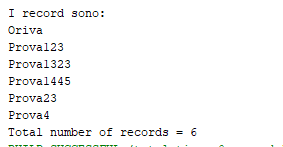 I record sono:
Oriva
Prova123
Prova1323
Prova1445
Prova23
Prova4
Total number of records = 6